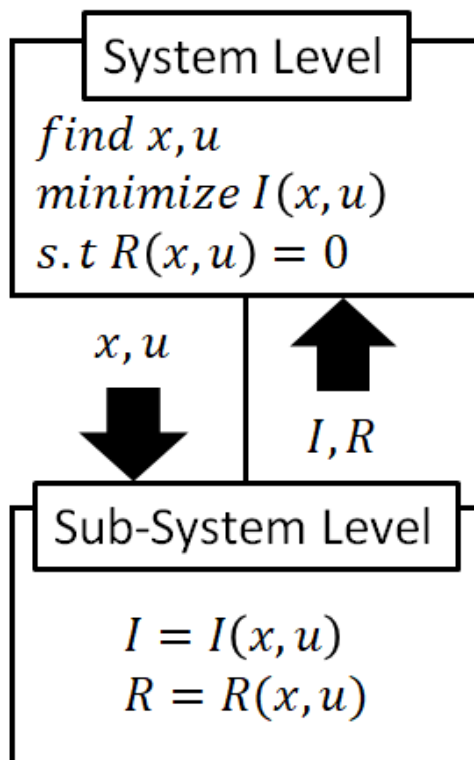 System Level
find x, u
minimize I(x, u)
s.t R(x, u) = 0
x, u
I, R
Sub-System Level
I = I(x, u)
R = R(x, u)